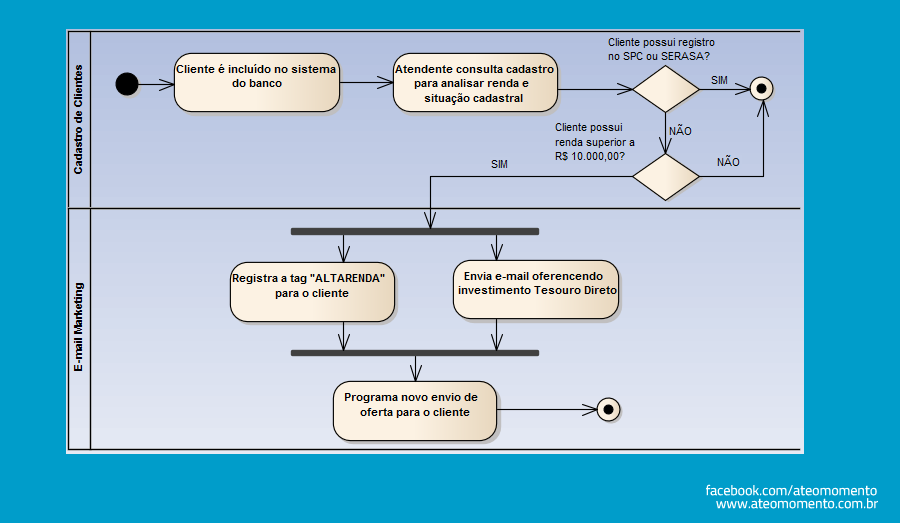 Cadastro de Clientes
Cliente é incluído no sistema
do banco
Atendente consulta cadastro
para analisar renda e
situação cadastral
Cliente possui registro
no SPC ou SERASA?
SIM
NÃO
Cliente possui
renda superior a
R$ 10.000,00?
SIM
NÃO
E-mail Marketing
Registra a tag "ALTARENDA"
para o cliente
Envia e-mail oferencendo
investimento Tesouro Direto
Programa novo envio de
oferta para o cliente
facebook.com/ateomomento
www.ateomomento.com.br